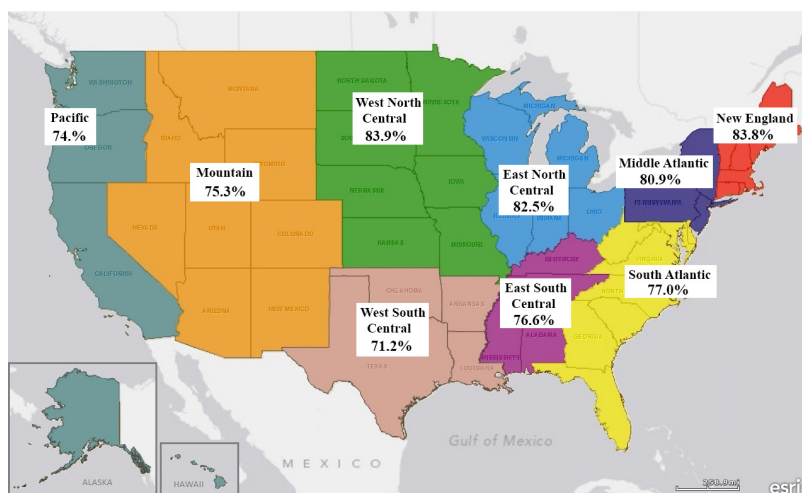 WASHINGTON
MONTANA
NORTH DAKOTA
MINNESOTA
MICHIGAN
Pacific
74.%
OREGON
IDAHO
WYOMING
West North
Central
83.9%
WISCONSIN
MICHIGAN
New England
83.8%
Mountain
75.3%
East North
Central
82.5%
Middle Atlantic
80.9%
NEVADA
UTAH
COLORADO
NEBRASKA
IOWA
ILLINOIS
INDIANA
OHIO
CALIFORNIA
KANSAS
MISSOURI
KENTUCKY
VIRGINIA
South Atlantic
77.0%
ARIZONA
NEW MEXICO
OKLAHOMA
ARKANSAS
NORTH
East South
Central
76.6%
West South
Central
71.2%
TEXAS
LOUISIANA
MISSISSIPPI
ALABAMA
GEORGIA
Gulf of Mexico
MEXICO
ALASKA
HAWAII
esri